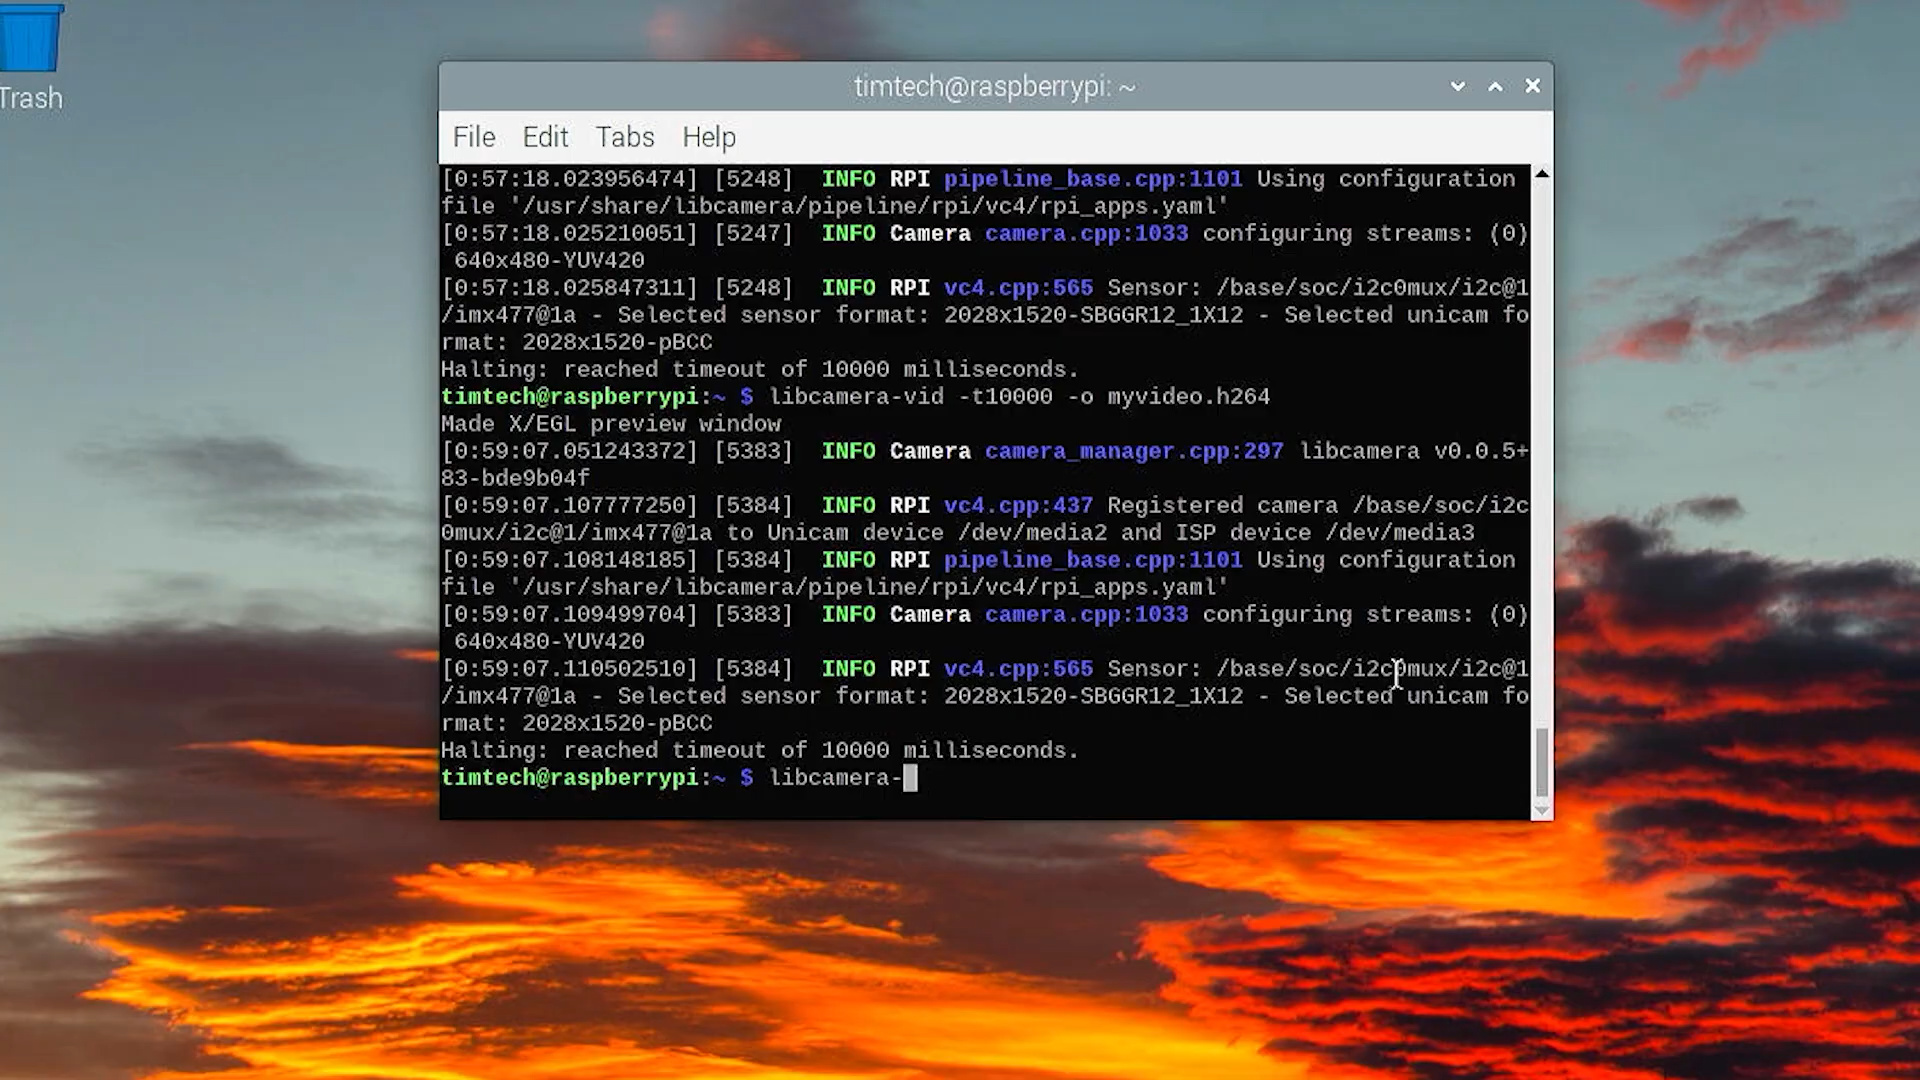 Trash
timtech@raspberrypi: ~
File Edit Tabs Help
[0:57:18.023956474] [5248]  INFO RPI pipeline_base.cpp:1101 Using configuration
file '/usr/share/libcamera/pipeline/rpi/vc4/rpi_apps.yaml'
[0:57:18.025210051] [5247]  INFO Camera camera.cpp:1033 configuring streams: (0)
 640x480-YUV420
[0:57:18.025847311] [5248]  INFO RPI vc4.cpp:565 Sensor: /base/soc/i2c0mux/i2c@1
/imx477@1a - Selected sensor format: 2028x1520-SBGGR12_1X12 - Selected unicam fo
rmat: 2028x1520-pBCC
Halting: reached timeout of 10000 milliseconds.
timtech@raspberrypi:~ $ libcamera-vid -t10000 -o myvideo.h264
Made X/EGL preview window
[0:59:07.051243372] [5383]  INFO Camera camera_manager.cpp:297 libcamera v0.0.5+
83-bde9b04f
[0:59:07.107777250] [5384]  INFO RPI vc4.cpp:437 Registered camera /base/soc/i2c
0mux/i2c@1/imx477@1a to Unicam device /dev/media2 and ISP device /dev/media3
[0:59:07.108148185] [5384]  INFO RPI pipeline_base.cpp:1101 Using configuration
file '/usr/share/libcamera/pipeline/rpi/vc4/rpi_apps.yaml'
[0:59:07.109499704] [5383]  INFO Camera camera.cpp:1033 configuring streams: (0)
 640x480-YUV420
[0:59:07.110502510] [5384]  INFO RPI vc4.cpp:565 Sensor: /base/soc/i2c0mux/i2c@1
/imx477@1a - Selected sensor format: 2028x1520-SBGGR12_1X12 - Selected unicam fo
rmat: 2028x1520-pBCC
Halting: reached timeout of 10000 milliseconds.
timtech@raspberrypi:~ $ libcamera-